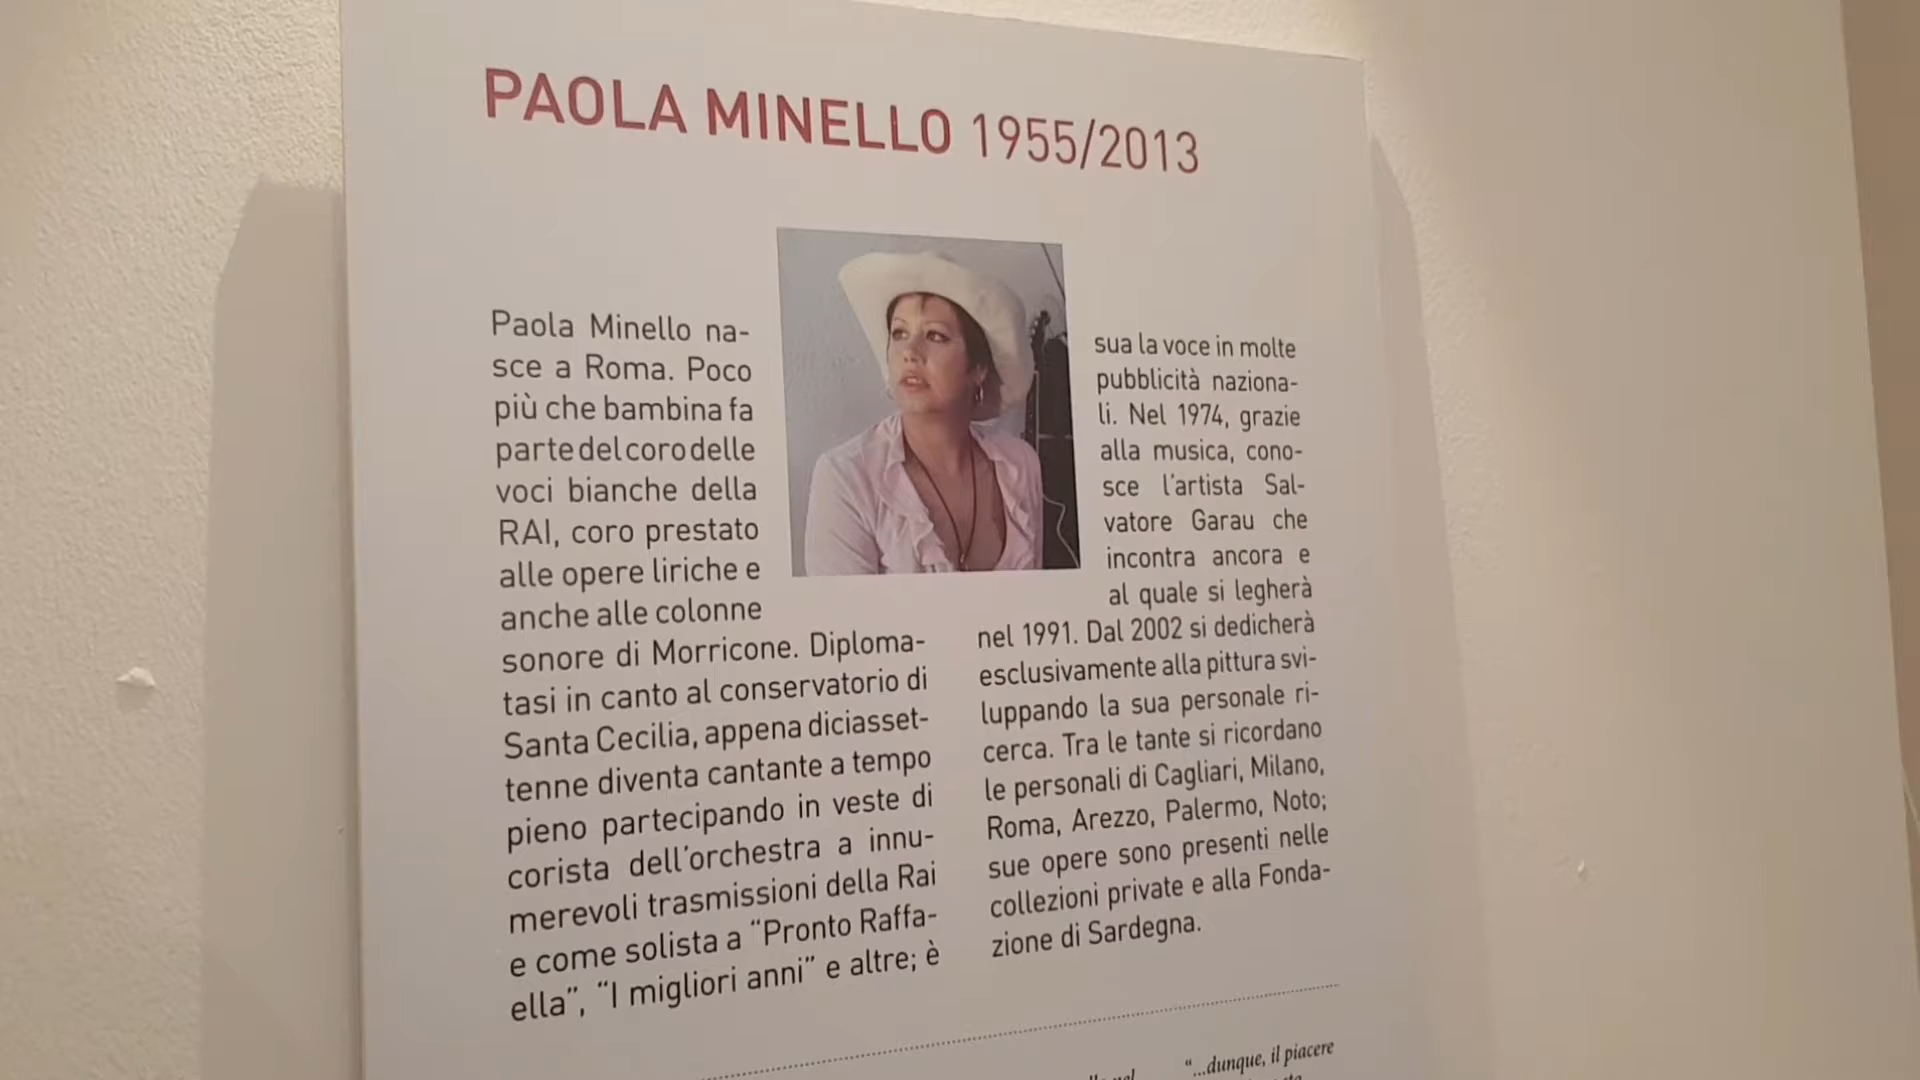 PAOLA MINELLO 1955/2013
Paola Minello na-
sce a Roma. Poco
più che bambina fa
parte del coro delle
voci bianche della
RAI, coro prestato
alle opere liriche e
anche alle colonne
sonore di Morricone. Diploma-
tasi in canto al conservatorio di
Santa Cecilia, appena diciasset-
tenne diventa cantante a tempo
pieno partecipando in veste di
corista dell'orchestra a innu-
merevoli trasmissioni della Rai
e come solista a “Pronto Raffa-
ella”, “I migliori anni” e altre; è
sua la voce in molte
pubblicità naziona-
li. Nel 1974, grazie
alla musica, cono-
sce l'artista Sal-
vatore Garau che
incontra ancora e
al quale si legherà
nel 1991. Dal 2002 si dedicherà
esclusivamente alla pittura svi-
luppando la sua personale ri-
cerca. Tra le tante si ricordano
le personali di Cagliari, Milano,
Roma, Arezzo, Palermo, Noto;
sue opere sono presenti nelle
collezioni private e alla Fonda-
zione di Sardegna.
“...dunque, il piacere